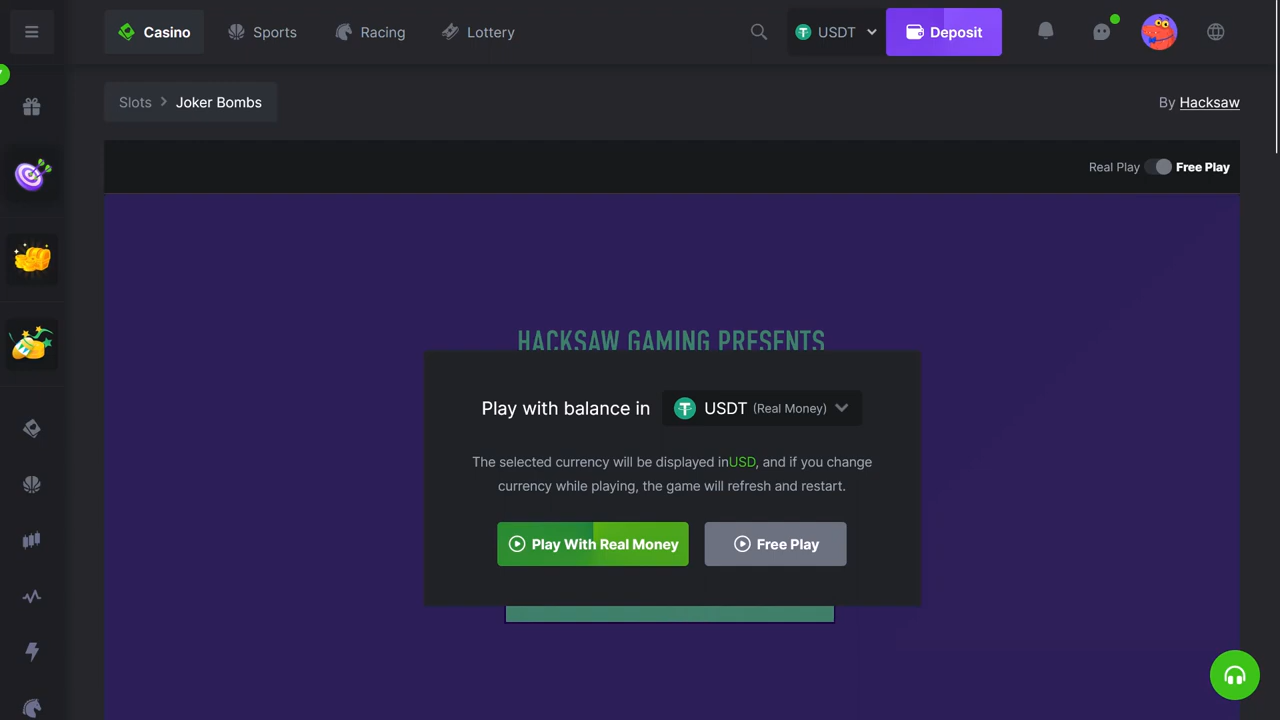 Casino
Sports
Racing
Lottery
USDT
Deposit
Slots > Joker Bombs
By Hacksaw
Real Play
Free Play
HACKSAW GAMING PRESENTS
Play with balance in
USDT (Real Money)
The selected currency will be displayed inUSD, and if you change
currency while playing, the game will refresh and restart.
Play With Real Money
Free Play